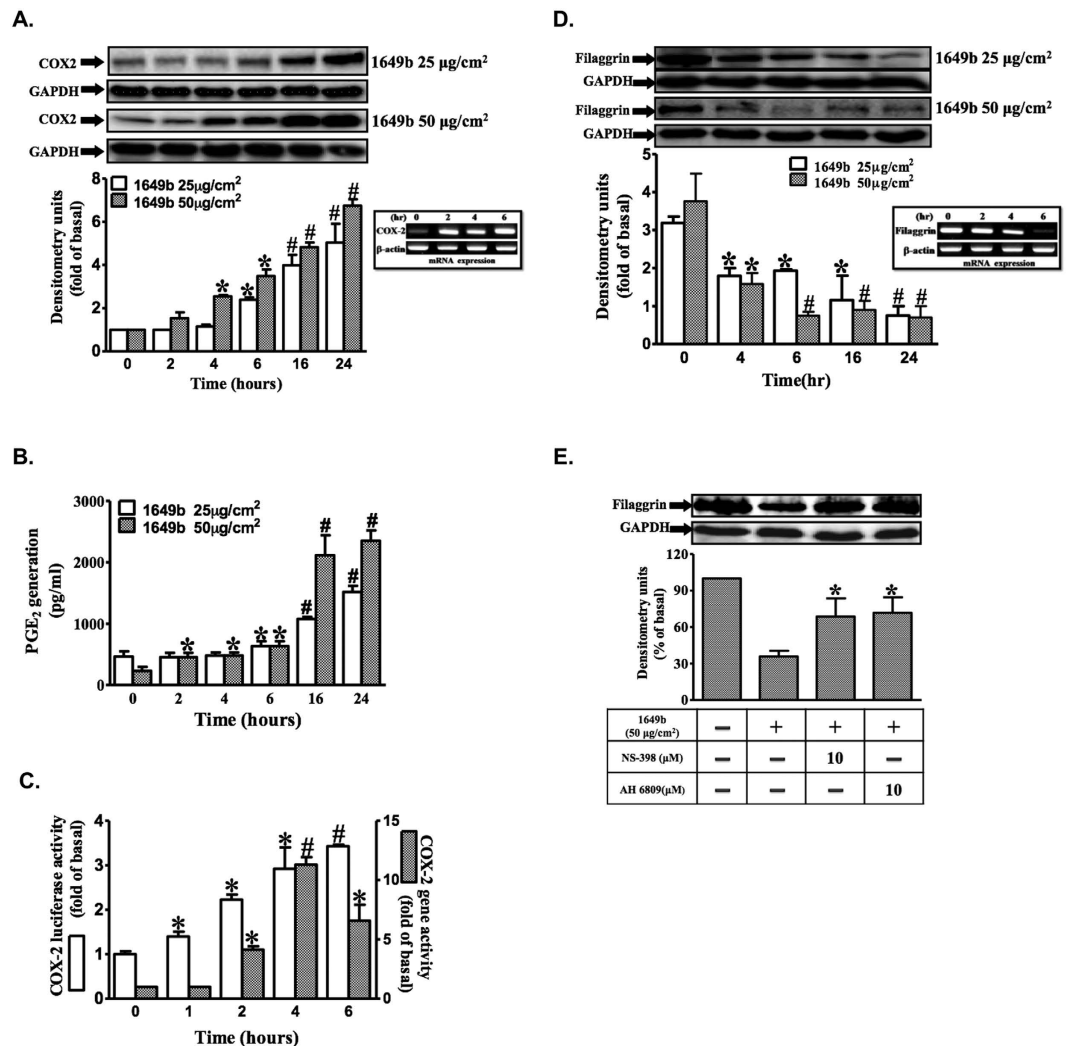 A.
COX2
1649b 25 μg/cm²
GAPDH
COX2
1649b 50 μg/cm²
GAPDH
Densitometry units
(fold of basal)
8
6
4
2
0
1649b 25μg/cm²
1649b 50μg/cm²
* * * # # # #
0 2 4 6 16 24
Time (hours)
(hr) 0 2 4 6
COX-2
β-actin
mRNA expression
B.
PGE₂ generation
(pg/ml)
3000
2000
1000
0
1649b 25μg/cm²
1649b 50μg/cm²
* * * * # # # #
0 2 4 6 16 24
Time (hours)
C.
COX-2 luciferase activity
(fold of basal)
4
3
2
1
0
* * * * # # *
15
10
5
0
COX-2 gene activity
(fold of basal)
0 1 2 4 6
Time (hours)
D.
Filaggrin
1649b 25 μg/cm²
GAPDH
Filaggrin
1649b 50 μg/cm²
GAPDH
Densitometry units
(fold of basal)
5
4
3
2
1
0
1649b 25μg/cm²
1649b 50μg/cm²
* * * # * # # #
0 4 6 16 24
Time(hr)
(hr) 0 2 4 6
Filaggrin
β-actin
mRNA expression
E.
Filaggrin
GAPDH
Densitometry units
(% of basal)
120
90
60
30
0
* *
1649b
(50 μg/cm²) − + + +
NS-398 (μM) − − 10 −
AH 6809(μM) − − − 10